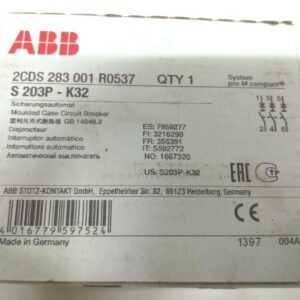 ABB
2CDS 283 001 R0537 QTY 1
System
pro M compact®
S 203P - K32
Sicherungsautomat
Moulded Case Circuit Breaker
GB 14048.2
Disjoncteur
Interruptor automático
Interruttore automatico
Автоматический выключатель
ES: 7959277
FI: 3216290
FR: 356391
IT: S592772
NO: 1667320
US: S203P-K32
EAC
ABB STOTZ-KONTAKT GmbH, Eppelheimer Str. 82, 69123 Heidelberg, Germany
4 016779 597524
Made in Germany
1397 004A